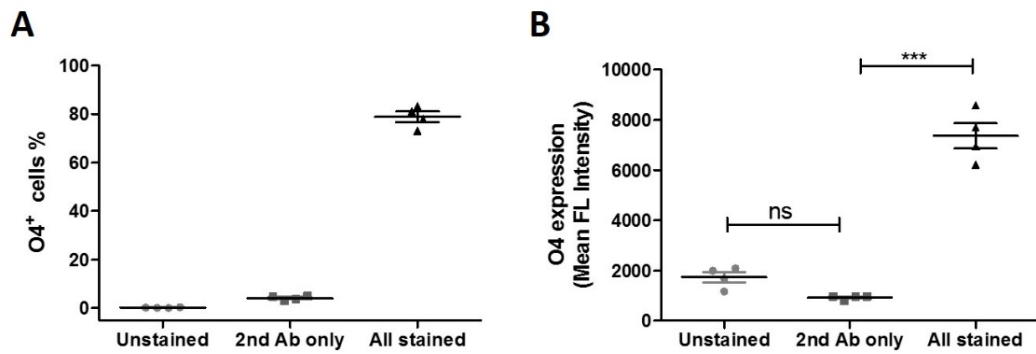 A
B
100
80
60
40
20
0
O4+ cells %
Unstained
2nd Ab only
All stained
10000
8000
6000
4000
2000
0
O4 expression
(Mean FL Intensity)
ns
***
Unstained
2nd Ab only
All stained